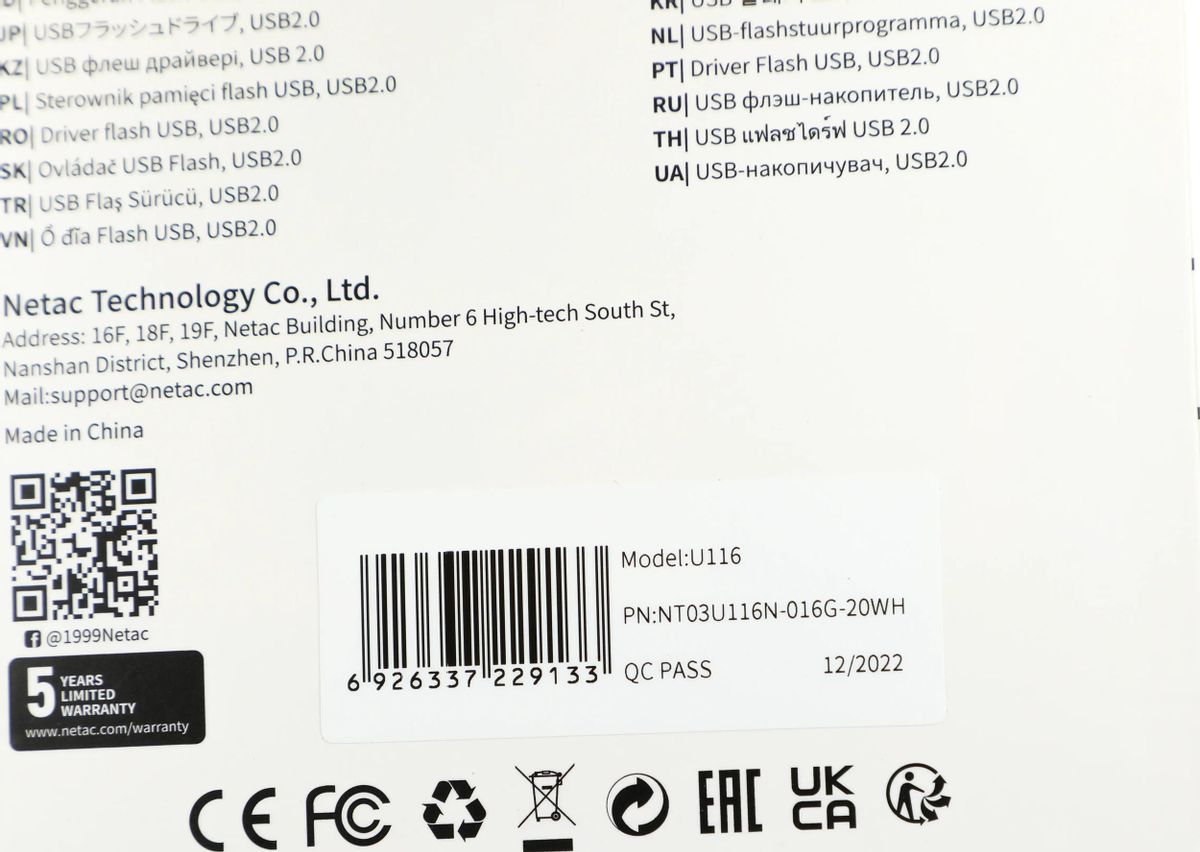 JP| USBフラッシュドライブ, USB2.0
KZ| USB флеш драйвері, USB 2.0
PL| Sterownik pamięci flash USB, USB2.0
RO| Driver flash USB, USB2.0
SK| Ovládač USB Flash, USB2.0
TR| USB Flaş Sürücü, USB2.0
VN| Ổ đĩa Flash USB, USB2.0
KR| USB
NL| USB-flashstuurprogramma, USB2.0
PT| Driver Flash USB, USB2.0
RU| USB флэш-накопитель, USB2.0
TH| USB แฟลชไดร์ฟ USB 2.0
UA| USB-накопичувач, USB2.0
Netac Technology Co., Ltd.
Address: 16F, 18F, 19F, Netac Building, Number 6 High-tech South St,
Nanshan District, Shenzhen, P.R.China 518057
Mail:support@netac.com
Made in China
@1999Netac
5 YEARS
LIMITED
WARRANTY
www.netac.com/warranty
6 926337 229133
Model:U116
PN:NT03U116N-016G-20WH
QC PASS 12/2022
CE FC EAC UK
CA